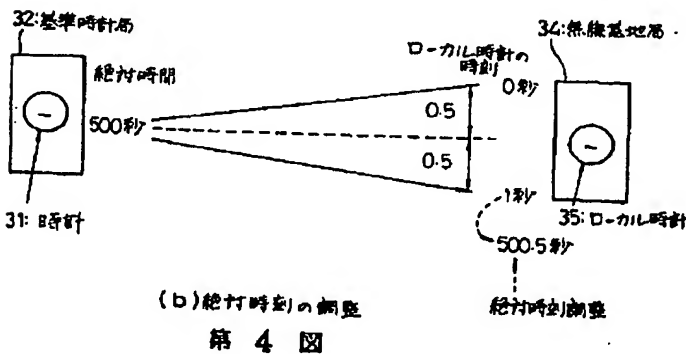 32:基準時計局
34:無線基地局
ローカル時計の
時刻
絶対時間
0秒
0.5
500秒
0.5
1秒
31:時計
35:ローカル時計
500.5秒
(b)絶対時刻の調整
絶対時刻調整
第 4 図